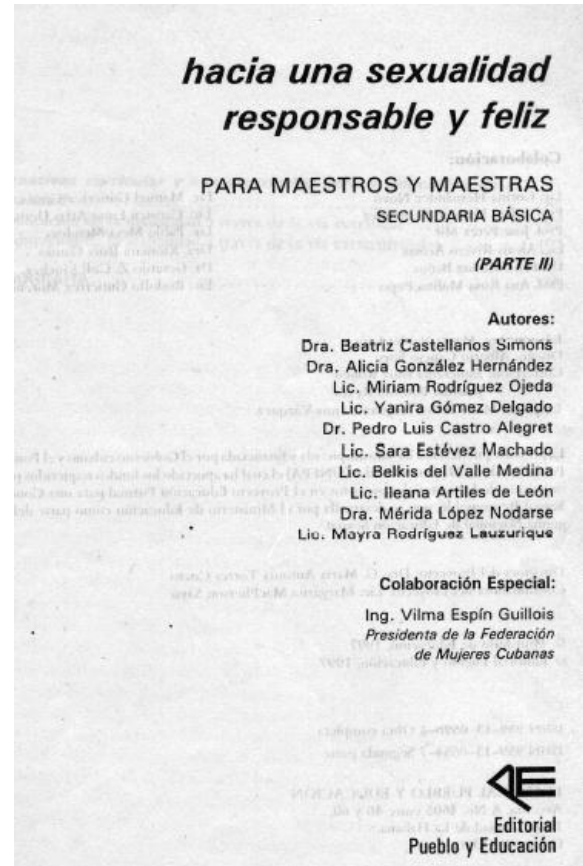 hacia una sexualidad
responsable y feliz
PARA MAESTROS Y MAESTRAS
SECUNDARIA BÁSICA
(PARTE II)
Autores:
Dra. Beatriz Castellanos Simons
Dra. Alicia González Hernández
Lic. Miriam Rodríguez Ojeda
Lic. Yanira Gómez Delgado
Dr. Pedro Luis Castro Alegret
Lic. Sara Estévez Machado
Lic. Belkis del Valle Medina
Lic. Ileana Artiles de León
Dra. Mérida López Nodarse
Lic. Mayra Rodríguez Lauzurique
Colaboración Especial:
Ing. Vilma Espín Guillois
Presidenta de la Federación
de Mujeres Cubanas
Editorial
Pueblo y Educación